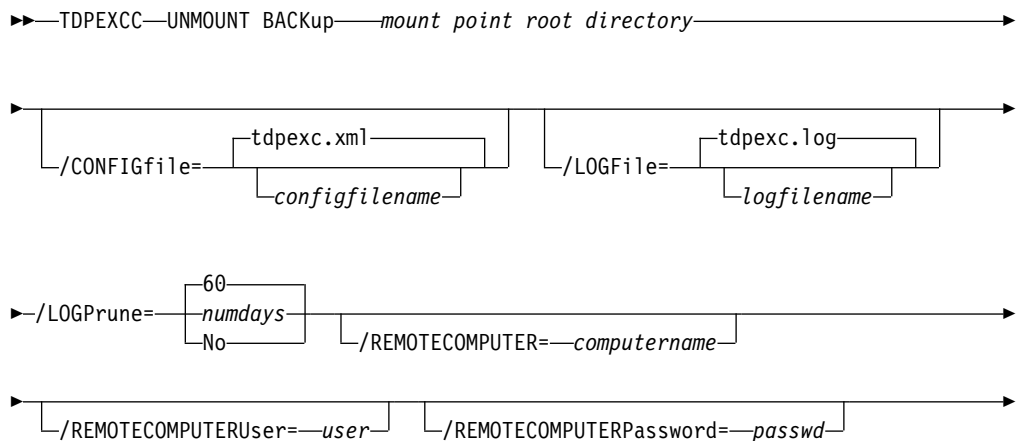 TDPEXCC UNMOUNT BACKup mount point root directory
tdpexc.xml
/CONFIGfile=
configfilename
tdpexc.log
/LOGFile=
logfilename
60
/LOGPrune= numdays
No
/REMOTECOMPUTER= computername
/REMOTECOMPUTERUser= user
/REMOTECOMPUTERPassword= passwd